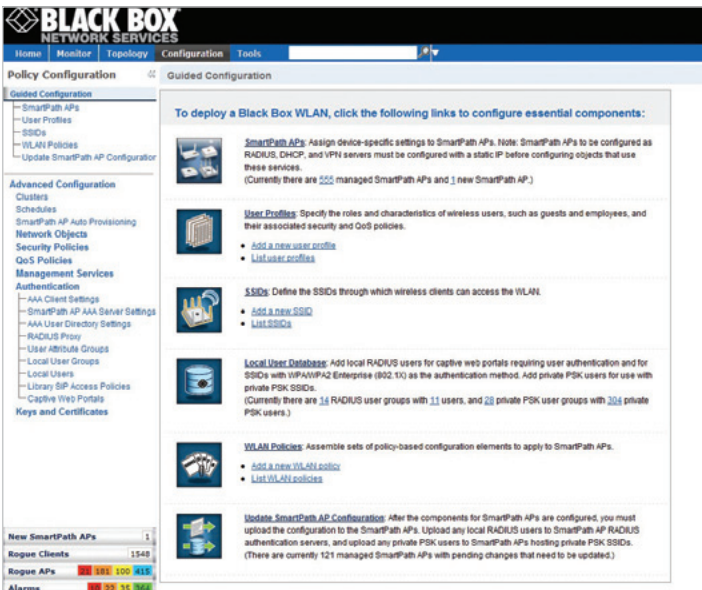 BLACK BOX
NETWORK SERVICES
Home Monitor Topology Configuration Tools
Policy Configuration
Guided Configuration
SmartPath APs
User Profiles
SSIDs
WLAN Policies
Update SmartPath AP Configuration
Advanced Configuration
Clusters
Schedules
SmartPath AP Auto Provisioning
Network Objects
Security Policies
QoS Policies
Management Services
Authentication
AAA Client Settings
SmartPath AP AAA Server Settings
AAA User Directory Settings
RADIUS Proxy
User Attribute Groups
Local User Groups
Local Users
Library SIP Access Policies
Captive Web Portals
Keys and Certificates
New SmartPath APs 1
Rogue Clients 1548
Rogue APs 21 181 100 415
Alarms
Guided Configuration
To deploy a Black Box WLAN, click the following links to configure essential components:
SmartPath APs: Assign device-specific settings to SmartPath APs. Note: SmartPath APs to be configured as
RADIUS, DHCP, and VPN servers must be configured with a static IP before configuring objects that use
these services.
(Currently there are 555 managed SmartPath APs and 1 new SmartPath AP.)
User Profiles: Specify the roles and characteristics of wireless users, such as guests and employees, and
their associated security and QoS policies.
Add a new user profile
List user profiles
SSIDs: Define the SSIDs through which wireless clients can access the WLAN.
Add a new SSID
List SSIDs
Local User Database: Add local RADIUS users for captive web portals requiring user authentication and for
SSIDs with WPA/WPA2 Enterprise (802.1X) as the authentication method. Add private PSK users for use with
private PSK SSIDs.
(Currently there are 14 RADIUS user groups with 11 users, and 28 private PSK user groups with 204 private
PSK users.)
WLAN Policies: Assemble sets of policy-based configuration elements to apply to SmartPath APs.
Add a new WLAN policy
List WLAN policies
Update SmartPath AP Configuration: After the components for SmartPath APs are configured, you must
upload the configuration to the SmartPath APs. Upload any local RADIUS users to SmartPath AP RADIUS
authentication servers, and upload any private PSK users to SmartPath APs hosting private PSK SSIDs.
(There are currently 121 managed SmartPath APs with pending changes that need to be updated.)